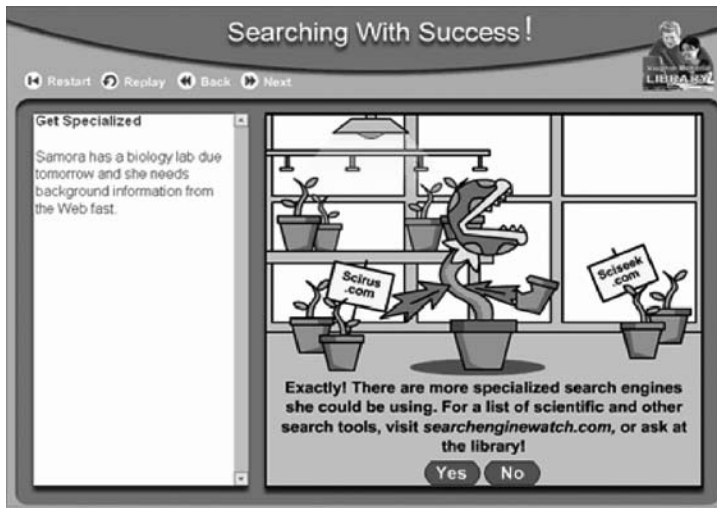 Searching With Success!
Vaughan Memorial
LIBRARY
Restart Replay Back Next
Get Specialized
Samora has a biology lab due
tomorrow and she needs
background information from
the Web fast.
Scirus
.com
Sciseek
.com
Exactly! There are more specialized search engines
she could be using. For a list of scientific and other
search tools, visit searchenginewatch.com, or ask at
the library!
Yes No